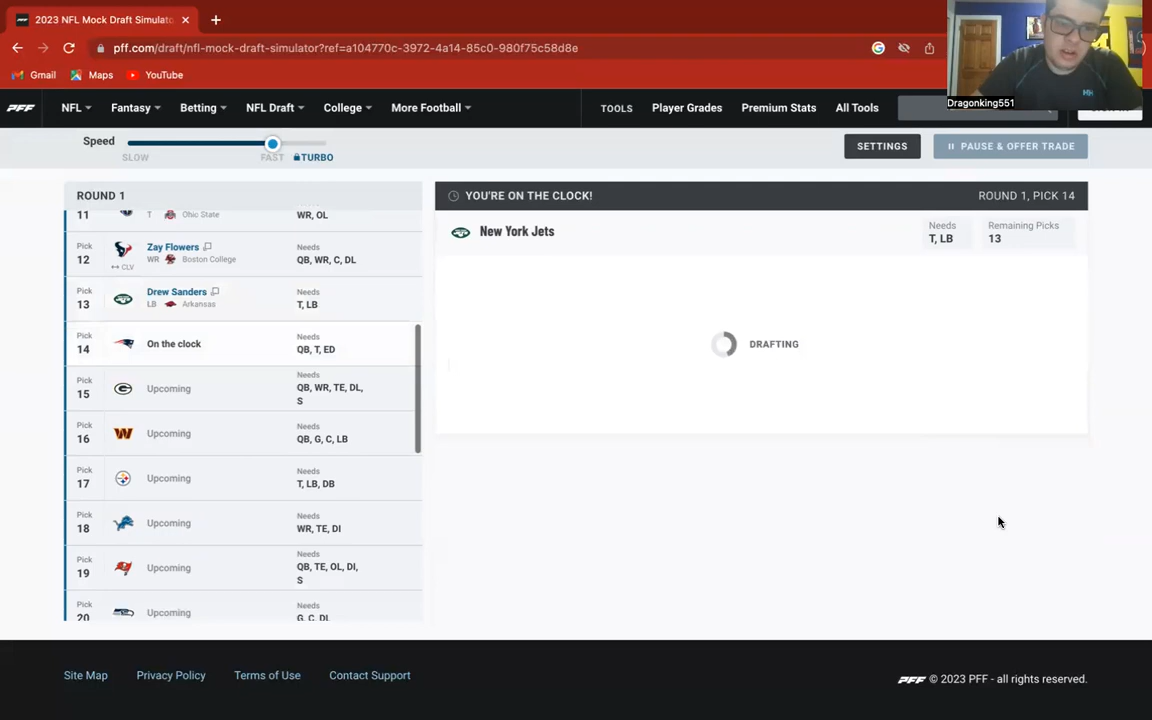 2023 NFL Mock Draft Simulato
pff.com/draft/nfl-mock-draft-simulator?ref=a104770c-3972-4a14-85c0-980f75c58d8e
Gmail Maps YouTube
Dragonking551
PFF NFL Fantasy Betting NFL Draft College More Football TOOLS Player Grades Premium Stats All Tools
Speed
SLOW FAST TURBO
SETTINGS PAUSE & OFFER TRADE
ROUND 1
11 T Ohio State WR, OL
Pick 12 CLV Zay Flowers WR Boston College Needs QB, WR, C, DL
Pick 13 Drew Sanders LB Arkansas Needs T, LB
Pick 14 On the clock Needs QB, T, ED
Pick 15 Upcoming Needs QB, WR, TE, DL, S
Pick 16 Upcoming Needs QB, G, C, LB
Pick 17 Upcoming Needs T, LB, DB
Pick 18 Upcoming Needs WR, TE, DI
Pick 19 Upcoming Needs QB, TE, OL, DI, S
Pick 20 Upcoming Needs G, C, DL
YOU'RE ON THE CLOCK! ROUND 1, PICK 14
New York Jets Needs T, LB Remaining Picks 13
DRAFTING
Site Map Privacy Policy Terms of Use Contact Support
PFF © 2023 PFF - all rights reserved.